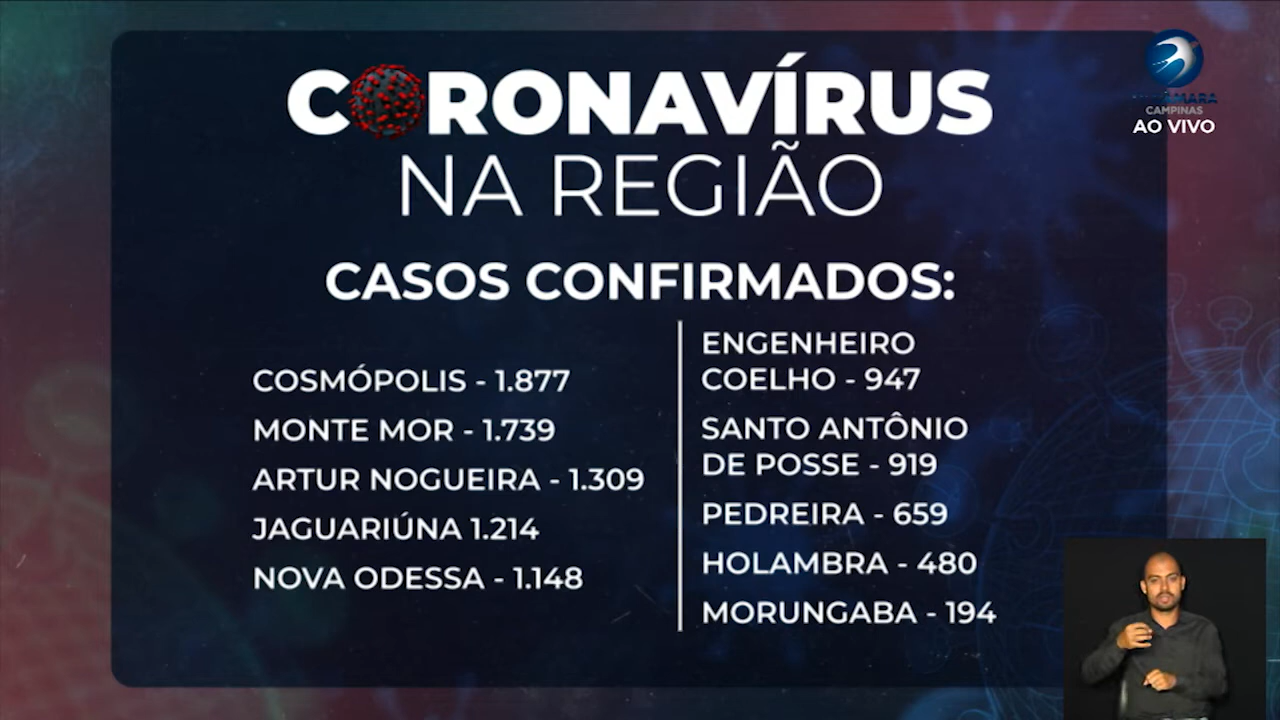 CORONAVÍRUS
NA REGIÃO
CASOS CONFIRMADOS:
COSMÓPOLIS - 1.877
MONTE MOR - 1.739
ARTUR NOGUEIRA - 1.309
JAGUARIÚNA 1.214
NOVA ODESSA - 1.148
ENGENHEIRO
COELHO - 947
SANTO ANTÔNIO
DE POSSE - 919
PEDREIRA - 659
HOLAMBRA - 480
MORUNGABA - 194
CAMPINAS
AO VIVO